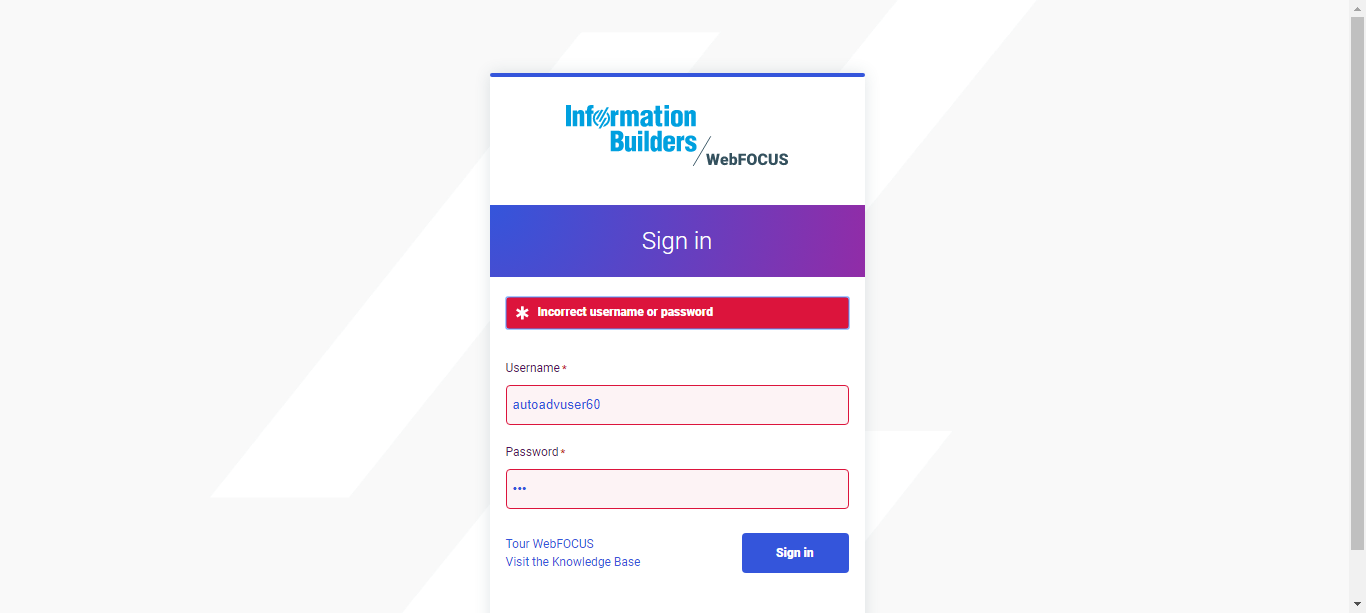 Information
Builders
WebFOCUS
Sign in
Incorrect username or password
Username *
autoadvuser60
Password *
•••
Tour WebFOCUS
Sign in
Visit the Knowledge Base